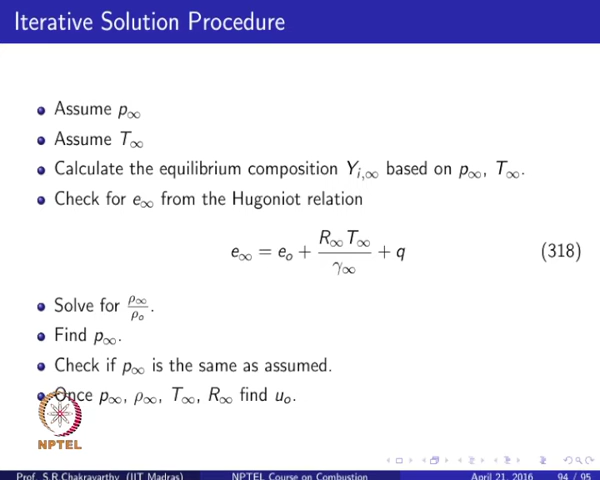 Iterative Solution Procedure
Assume p∞
Assume T∞
Calculate the equilibrium composition Yi,∞ based on p∞, T∞.
Check for e∞ from the Hugoniot relation
e∞ = eo + R∞T∞/γ∞ + q (318)
Solve for ρ∞/ρo.
Find p∞.
Check if p∞ is the same as assumed.
Once p∞, ρ∞, T∞, R∞ find uo.
NPTEL
Prof. S.R.Chakravarthy (IIT Madras) NPTEL Course on Combustion April 21, 2016 94 / 95